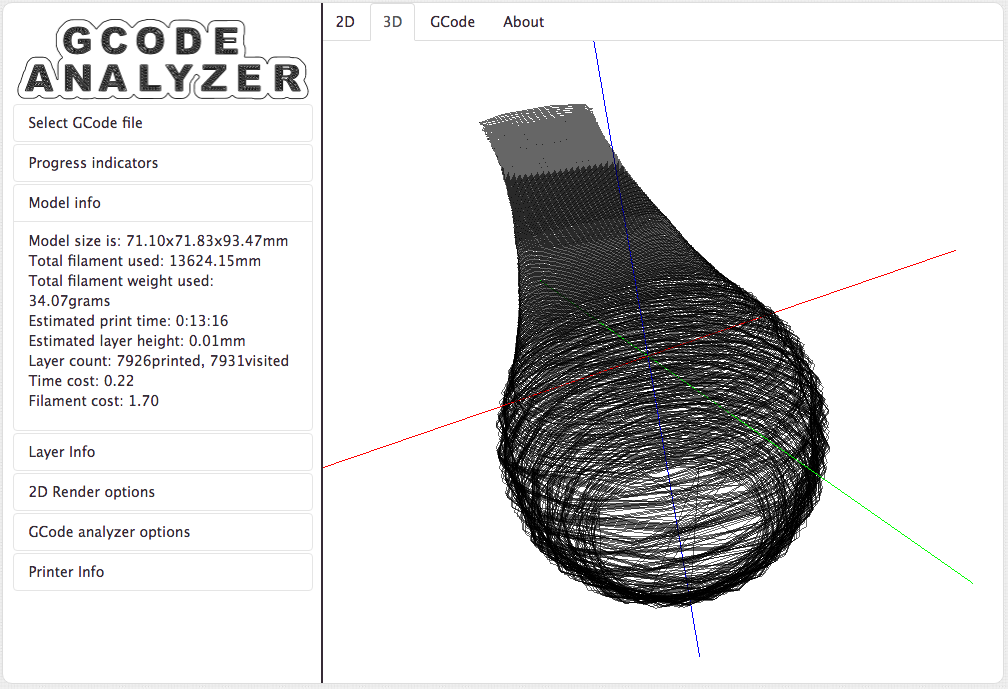 GCODE
ANALYZER
Select GCode file
Progress indicators
Model info
Model size is: 71.10x71.83x93.47mm
Total filament used: 13624.15mm
Total filament weight used:
34.07grams
Estimated print time: 0:13:16
Estimated layer height: 0.01mm
Layer count: 7926printed, 7931visited
Time cost: 0.22
Filament cost: 1.70
Layer Info
2D Render options
GCode analyzer options
Printer Info
2D 3D GCode About